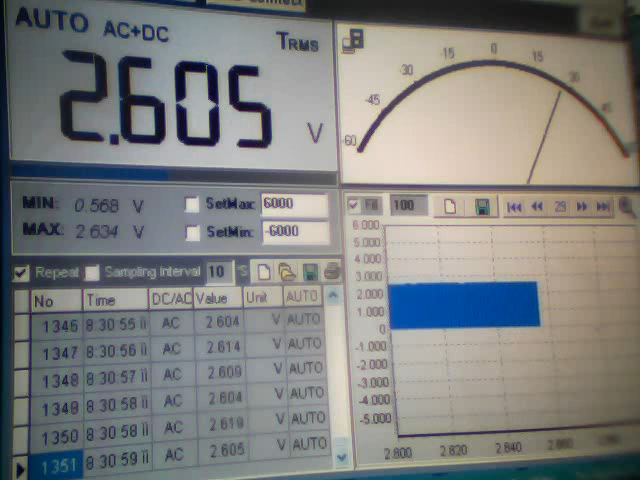 AUTO AC+DC TRMS
2.605 V
-60 -45 -30 -15 0 15 30 45
MIN: 0.568 V SetMax: 6000
MAX: 2.634 V SetMin: -6000
Fill 100 29
Repeat Sampling Interval 10 S
No Time DC/AC Value Unit AUTO
1346 8:30:55 AC 2.604 V AUTO
1347 8:30:56 AC 2.614 V AUTO
1348 8:30:57 AC 2.609 V AUTO
1349 8:30:58 AC 2.604 V AUTO
1350 8:30:58 AC 2.619 V AUTO
1351 8:30:59 AC 2.605 V AUTO
6.000
5.000
4.000
3.000
2.000
1.000
0
-1.000
-2.000
-3.000
-4.000
-5.000
2.800 2.820 2.840 2.860